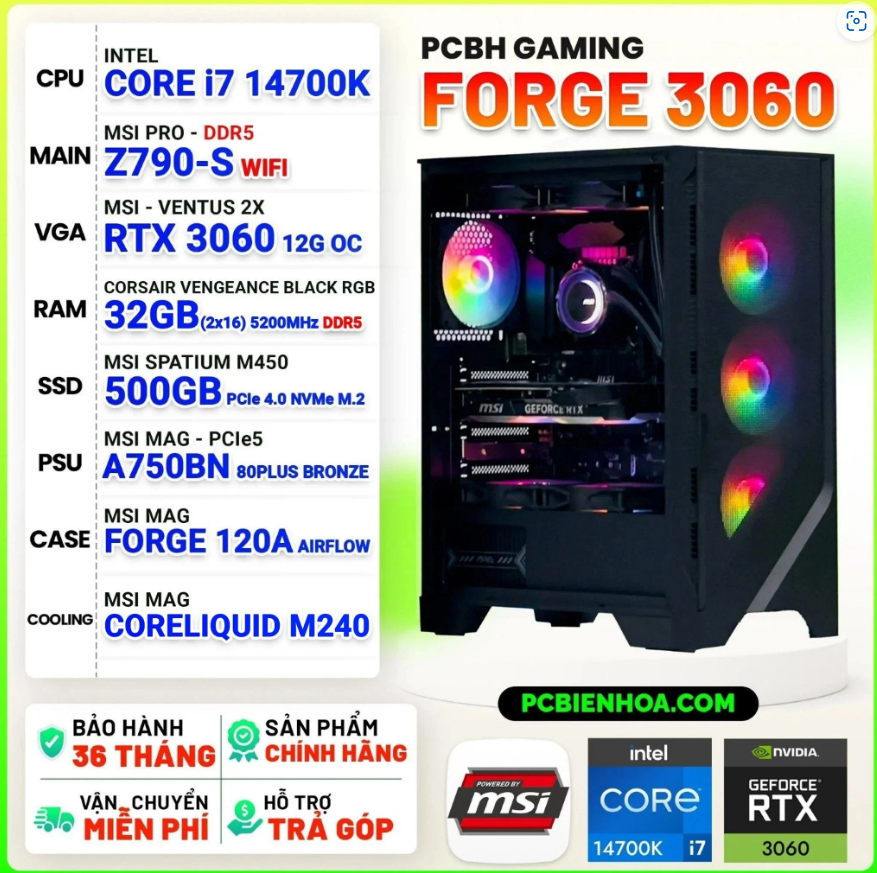 PCBH GAMING
FORGE 3060
CPU
INTEL
CORE i7 14700K
MAIN
MSI PRO - DDR5
Z790-S WIFI
VGA
MSI - VENTUS 2X
RTX 3060 12G OC
RAM
CORSAIR VENGEANCE BLACK RGB
32GB (2x16) 5200MHz DDR5
SSD
MSI SPATIUM M450
500GB PCIe 4.0 NVMe M.2
PSU
MSI MAG - PCIe5
A750BN 80PLUS BRONZE
CASE
MSI MAG
FORGE 120A AIRFLOW
COOLING
MSI MAG
CORELIQUID M240
msi
msi GEFORCE RTX
PCBIENHOA.COM
BẢO HÀNH
36 THÁNG
SẢN PHẨM
CHÍNH HÃNG
VẬN CHUYỂN
MIỄN PHÍ
HỖ TRỢ
TRẢ GÓP
POWERED BY
msi
intel
CORE
14700K i7
NVIDIA.
GEFORCE
RTX
3060